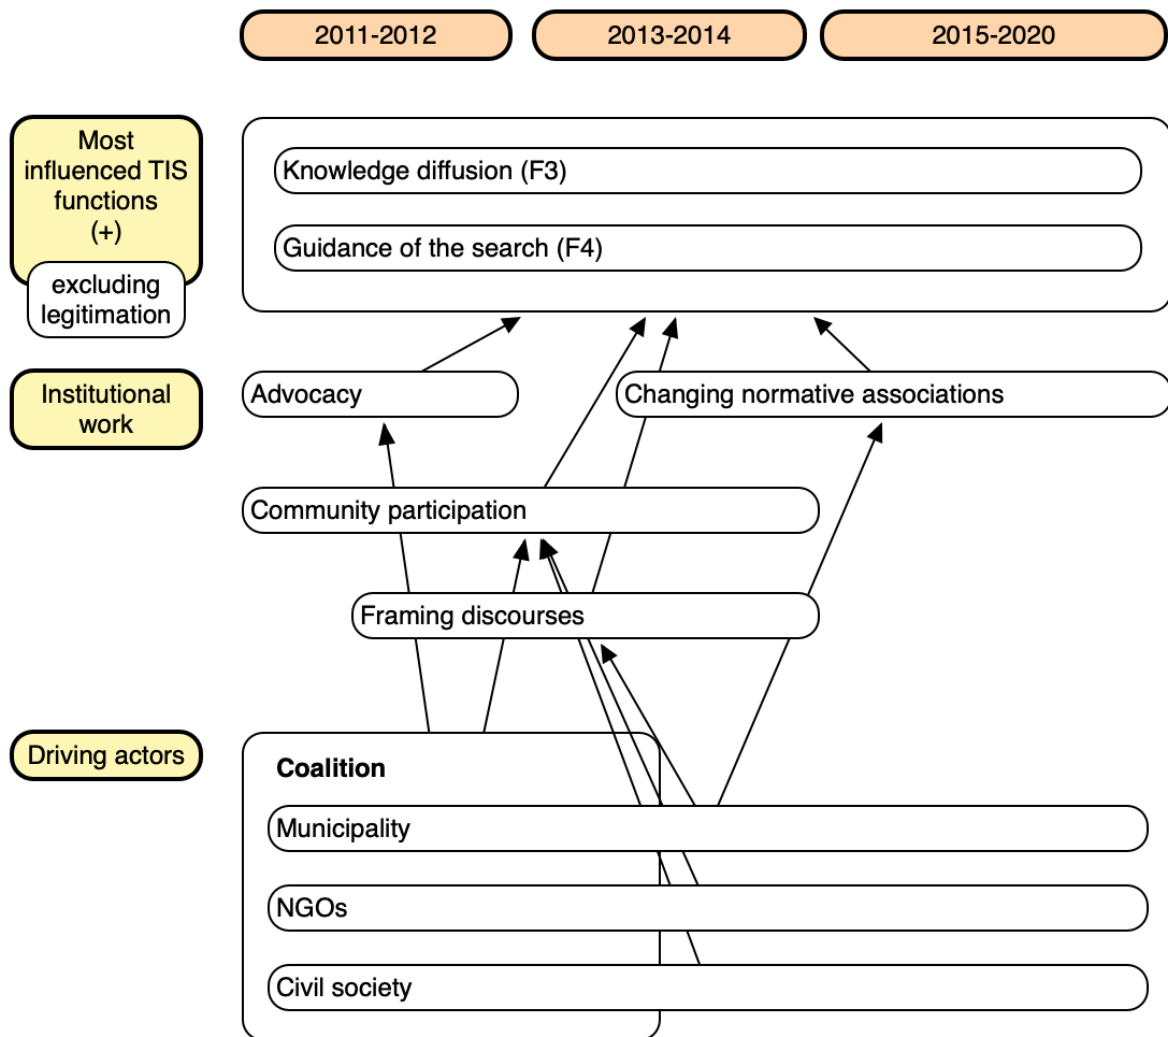 2011-2012
2013-2014
2015-2020
Most
influenced TIS
functions
(+)
excluding
legitimation
Knowledge diffusion (F3)
Guidance of the search (F4)
Institutional
work
Advocacy
Changing normative associations
Community participation
Framing discourses
Driving actors
Coalition
Municipality
NGOs
Civil society